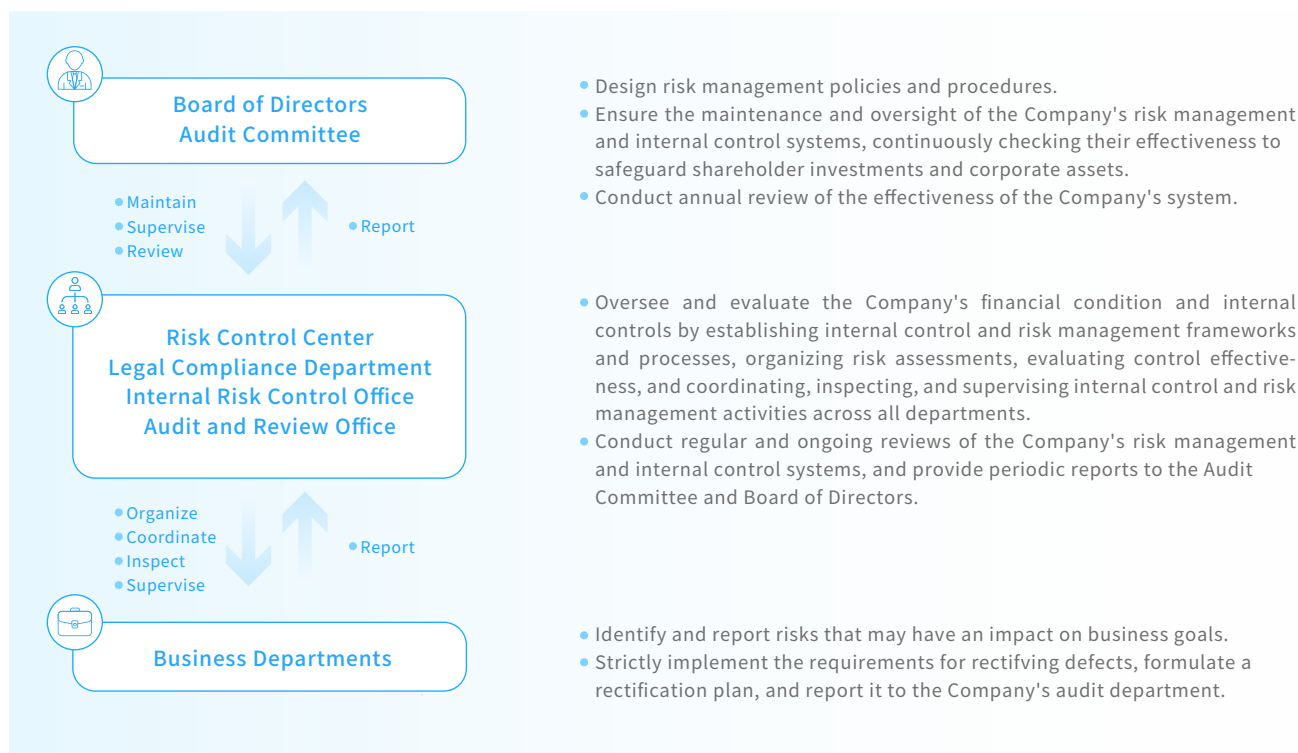 Board of Directors
Audit Committee
• Design risk management policies and procedures.
• Ensure the maintenance and oversight of the Company's risk management
and internal control systems, continuously checking their effectiveness to
safeguard shareholder investments and corporate assets.
• Conduct annual review of the effectiveness of the Company's system.
• Maintain
• Supervise
• Review
• Report
Risk Control Center
Legal Compliance Department
Internal Risk Control Office
Audit and Review Office
• Oversee and evaluate the Company's financial condition and internal
controls by establishing internal control and risk management frameworks
and processes, organizing risk assessments, evaluating control effective-
ness, and coordinating, inspecting, and supervising internal control and risk
management activities across all departments.
• Conduct regular and ongoing reviews of the Company's risk management
and internal control systems, and provide periodic reports to the Audit
Committee and Board of Directors.
• Organize
• Coordinate
• Inspect
• Supervise
• Report
Business Departments
• Identify and report risks that may have an impact on business goals.
• Strictly implement the requirements for rectifving defects, formulate a
rectification plan, and report it to the Company's audit department.